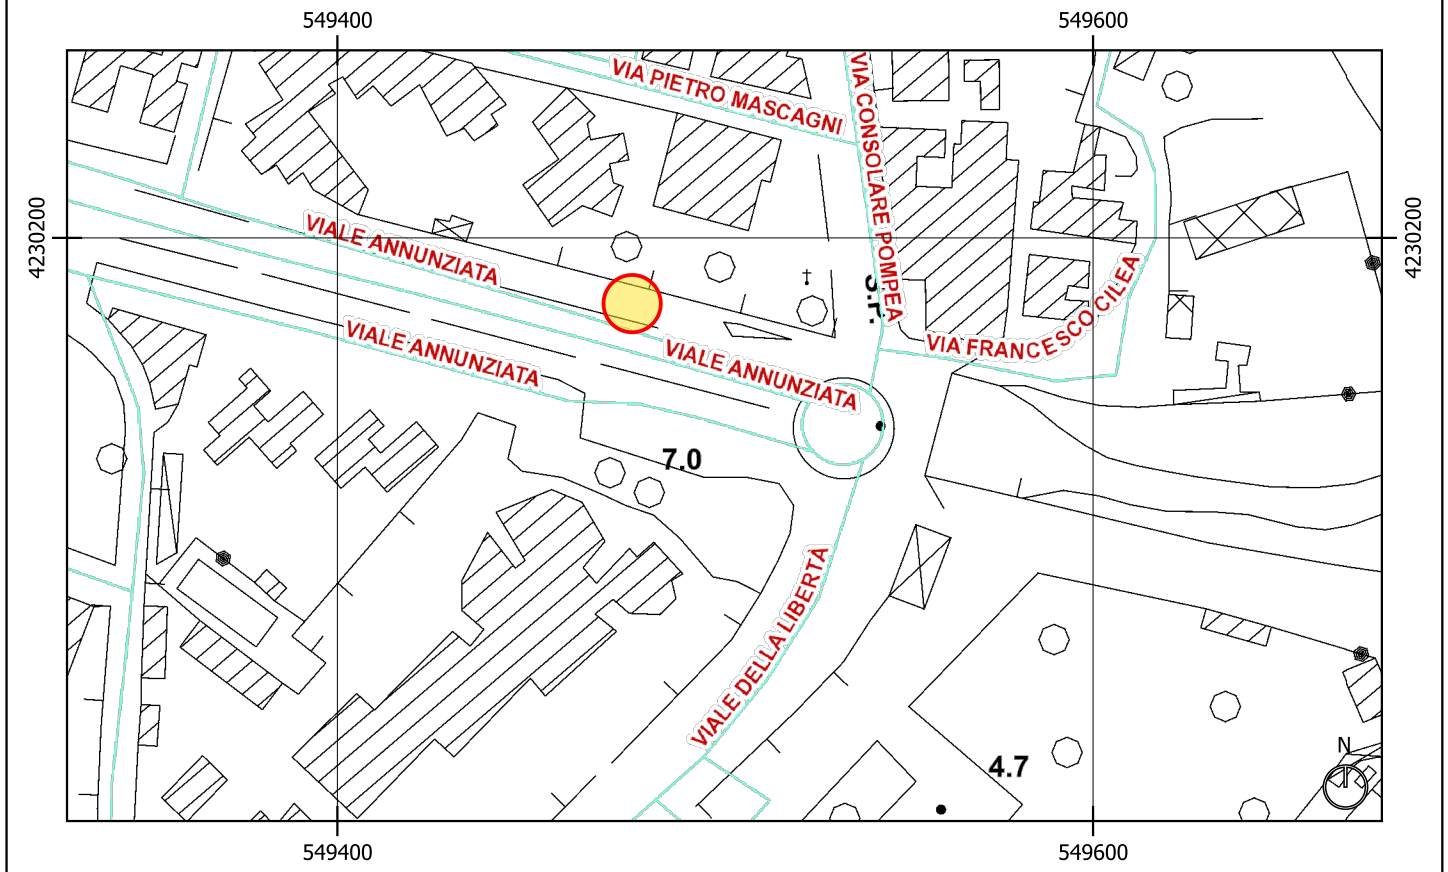 549400
549600
VIA PIETRO MASCAGNI
VIA CONSOLARE POMPEA
4230200
4230200
VIALE ANNUNZIATA
VIA FRANCESCO CILEA
VIALE ANNUNZIATA
VIALE ANNUNZIATA
7.0
VIALE DELLA LIBERTÀ
N
4.7
549400
549600